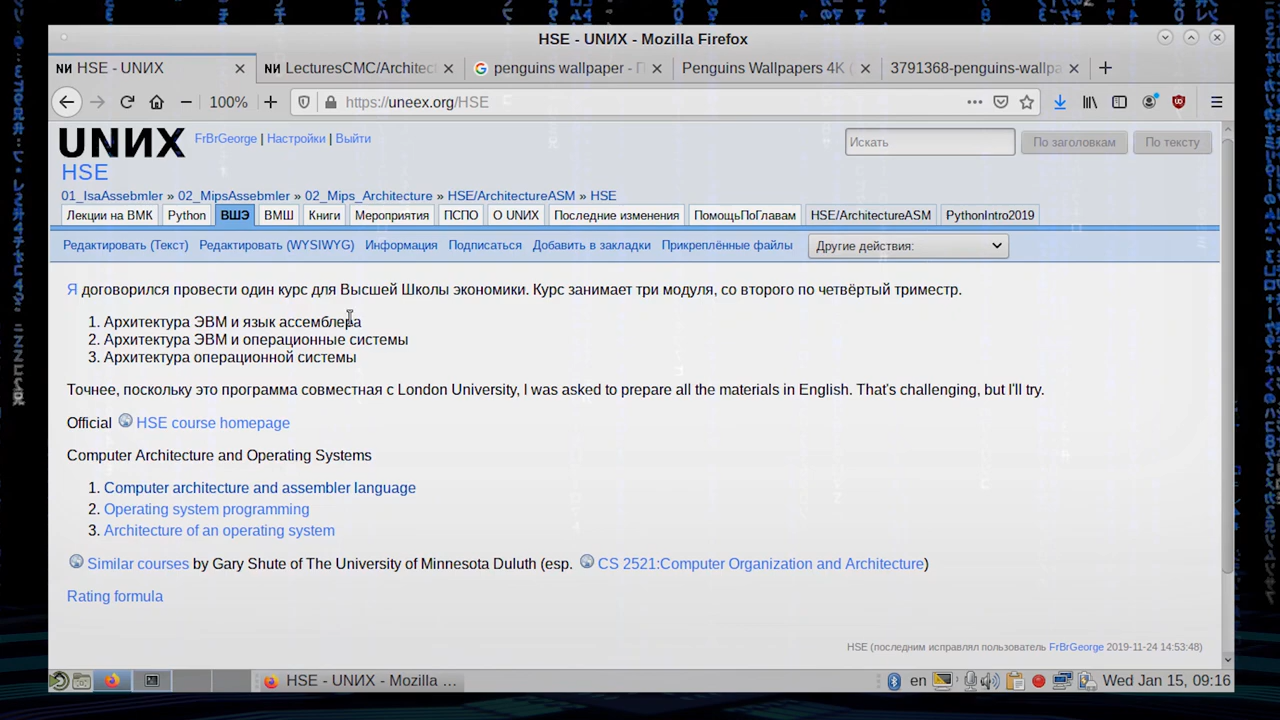 HSE - UNИX - Mozilla Firefox
NИ HSE - UNИX
NИ LecturesCMC/Architect
penguins wallpaper - П
Penguins Wallpapers 4K (
3791368-penguins-wallpa
100%
https://uneex.org/HSE
UNИX FrBrGeorge | Настройки | Выйти
Искать По заголовкам По тексту
HSE
01_IsaAssebmler » 02_MipsAssebmler » 02_Mips_Architecture » HSE/ArchitectureASM » HSE
Лекции на ВМК Python ВШЭ ВМШ Книги Мероприятия ПСПО О UNИX Последние изменения ПомощьПоГлавам HSE/ArchitectureASM PythonIntro2019
Редактировать (Текст) Редактировать (WYSIWYG) Информация Подписаться Добавить в закладки Прикреплённые файлы Другие действия:
Я договорился провести один курс для Высшей Школы экономики. Курс занимает три модуля, со второго по четвёртый триместр.
1. Архитектура ЭВМ и язык ассемблера
2. Архитектура ЭВМ и операционные системы
3. Архитектура операционной системы
Точнее, поскольку это программа совместная с London University, I was asked to prepare all the materials in English. That's challenging, but I'll try.
Official HSE course homepage
Computer Architecture and Operating Systems
1. Computer architecture and assembler language
2. Operating system programming
3. Architecture of an operating system
Similar courses by Gary Shute of The University of Minnesota Duluth (esp. CS 2521:Computer Organization and Architecture)
Rating formula
HSE (последним исправлял пользователь FrBrGeorge 2019-11-24 14:53:48)
HSE - UNИX - Mozilla ...
en
Wed Jan 15, 09:16